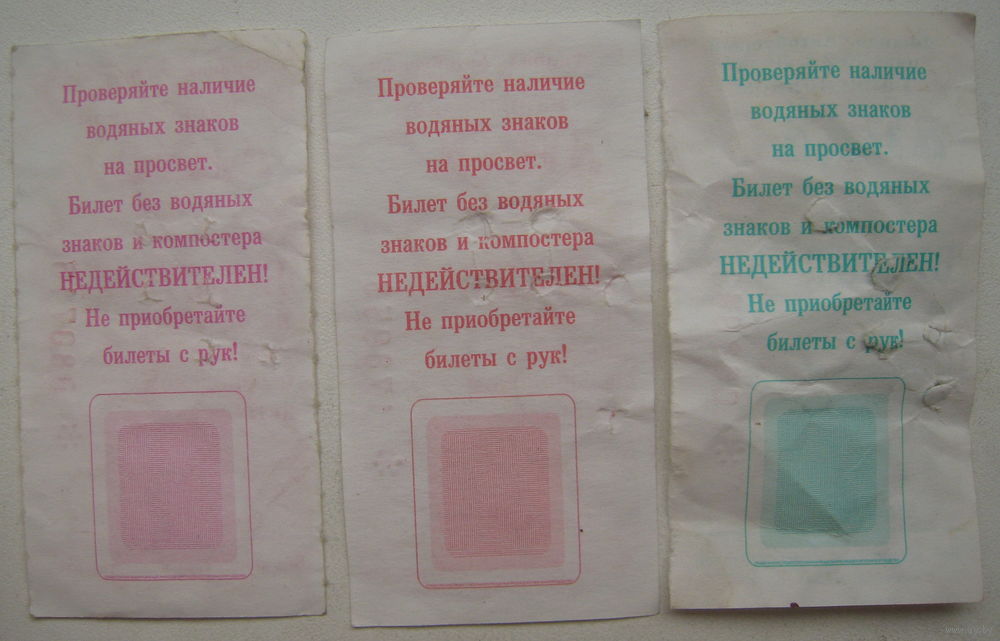 Проверяйте наличие
водяных знаков
на просвет.
Билет без водяных
знаков и компостера
НЕДЕЙСТВИТЕЛЕН!
Не приобретайте
билеты с рук!
Проверяйте наличие
водяных знаков
на просвет.
Билет без водяных
знаков и компостера
НЕДЕЙСТВИТЕЛЕН!
Не приобретайте
билеты с рук!
Проверяйте наличие
водяных знаков
на просвет.
Билет без водяных
знаков и компостера
НЕДЕЙСТВИТЕЛЕН!
Не приобретайте
билеты с рук!